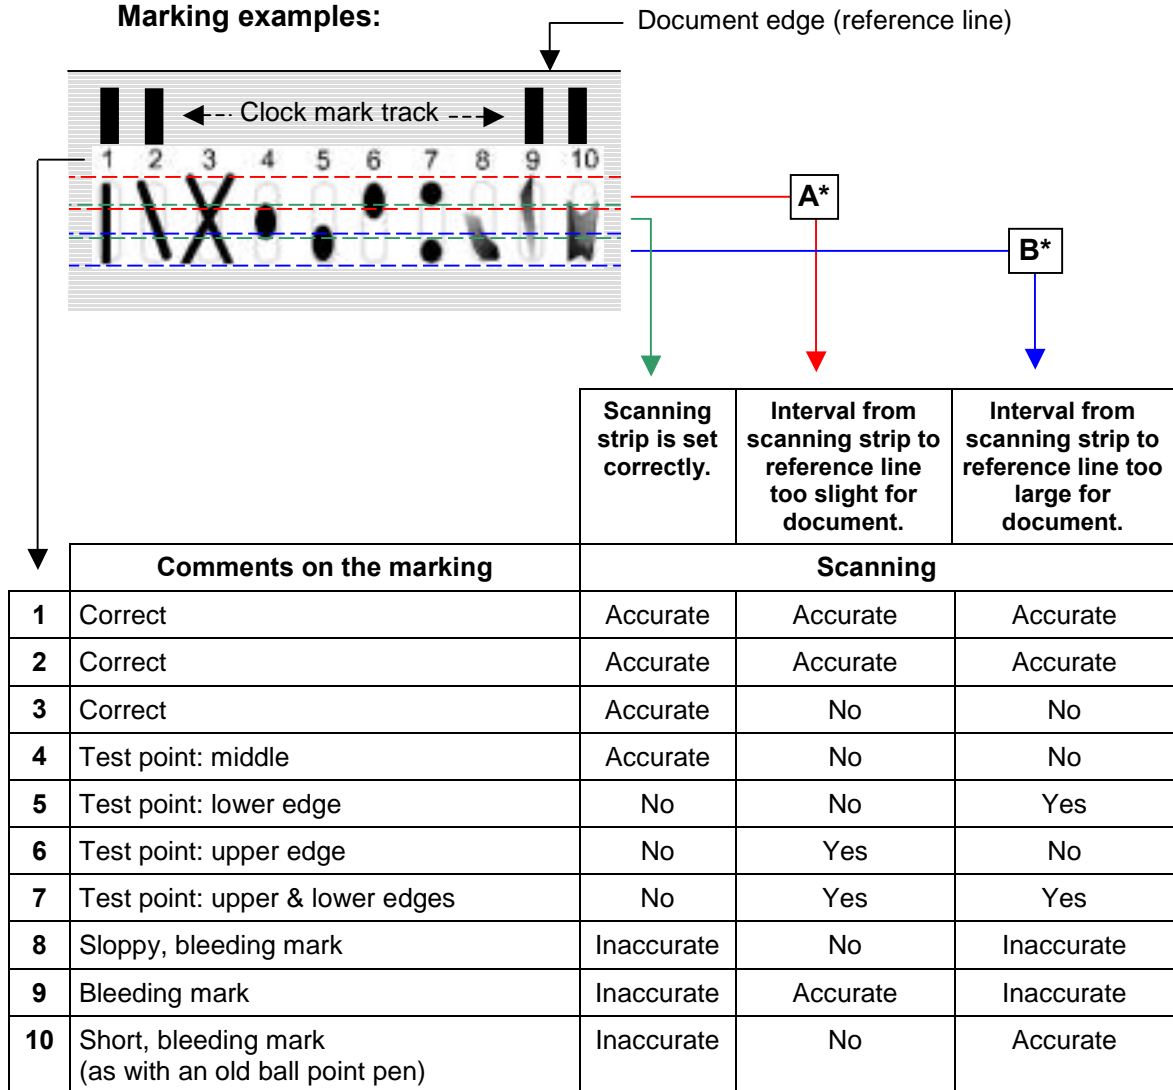 Marking examples:
Document edge (reference line)
Clock mark track
1 2 3 4 5 6 7 8 9 10
A*
B*
Scanning strip is set correctly.
Interval from scanning strip to reference line too slight for document.
Interval from scanning strip to reference line too large for document.
Comments on the marking Scanning
1 Correct Accurate Accurate Accurate
2 Correct Accurate Accurate Accurate
3 Correct Accurate No No
4 Test point: middle Accurate No No
5 Test point: lower edge No No Yes
6 Test point: upper edge No Yes No
7 Test point: upper & lower edges No Yes Yes
8 Sloppy, bleeding mark Inaccurate No Inaccurate
9 Bleeding mark Inaccurate Accurate Inaccurate
10 Short, bleeding mark Inaccurate No Accurate
(as with an old ball point pen)